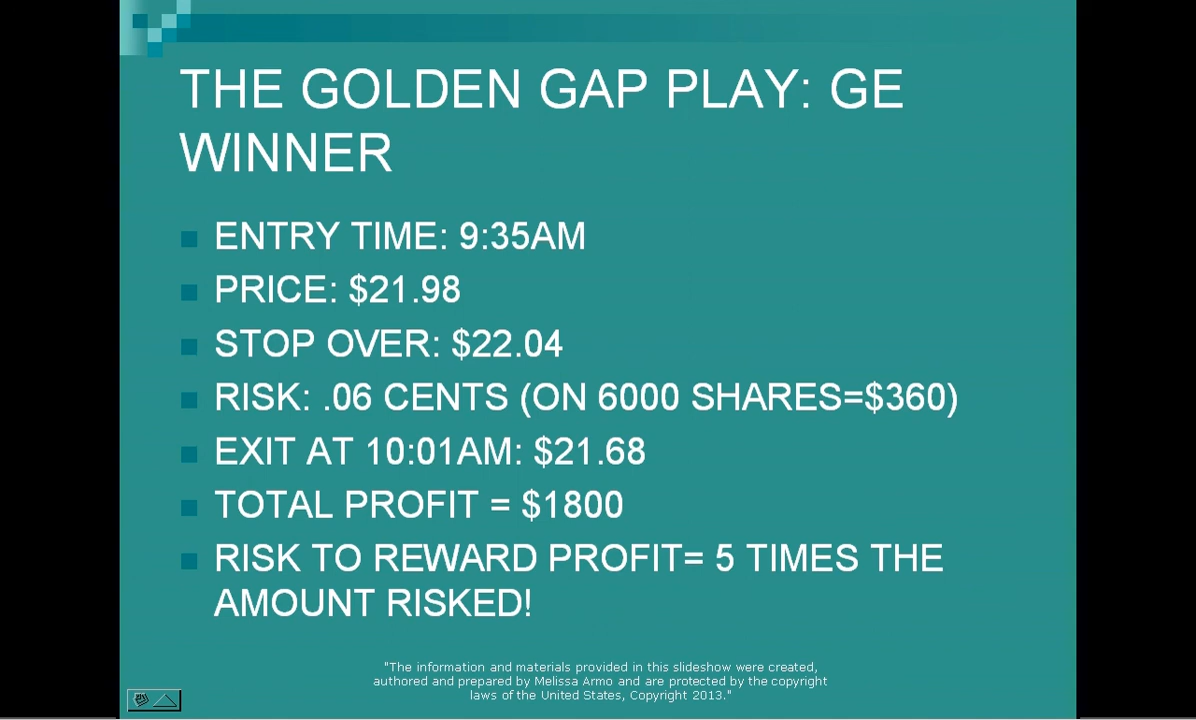 THE GOLDEN GAP PLAY: GE
WINNER
ENTRY TIME: 9:35AM
PRICE: $21.98
STOP OVER: $22.04
RISK: .06 CENTS (ON 6000 SHARES=$360)
EXIT AT 10:01AM: $21.68
TOTAL PROFIT = $1800
RISK TO REWARD PROFIT= 5 TIMES THE
AMOUNT RISKED!
"The information and materials provided in this slideshow were created,
authored and prepared by Melissa Armo and are protected by the copyright
laws of the United States, Copyright 2013."